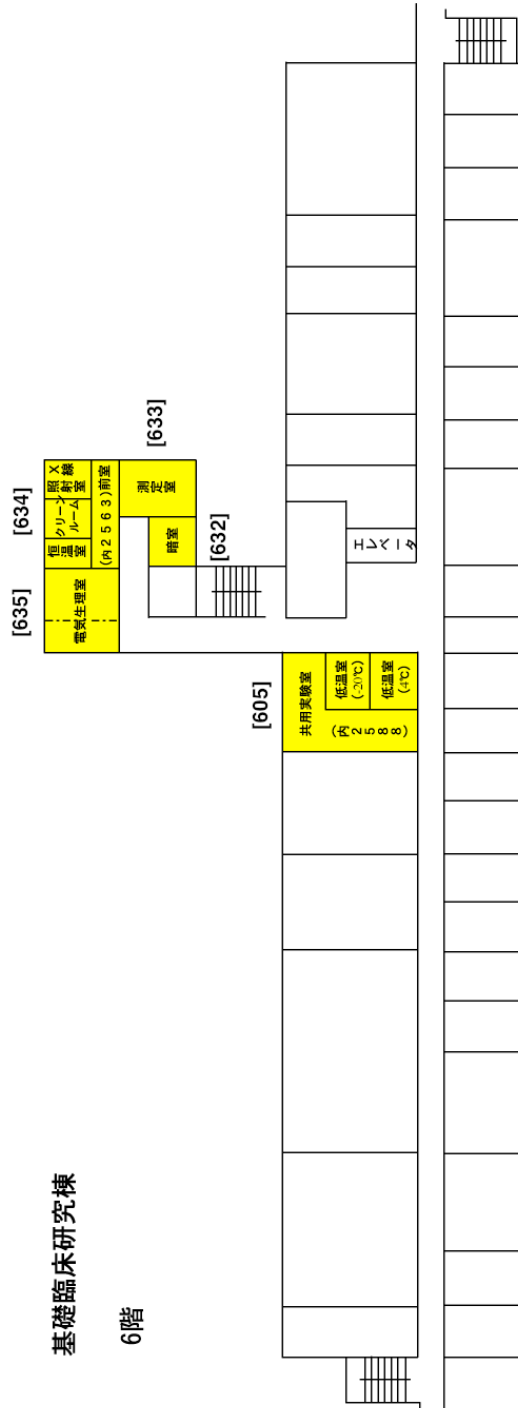 基礎臨床研究棟
6階
[635]
[634]
[633]
[632]
[605]
電気生理室
恒温室
クリーンルーム
X線照射室
前室
(内2563)
測定室
暗室
共用実験室
(内2588)
低温室
(-20℃)
低温室
(4℃)
エレベータ